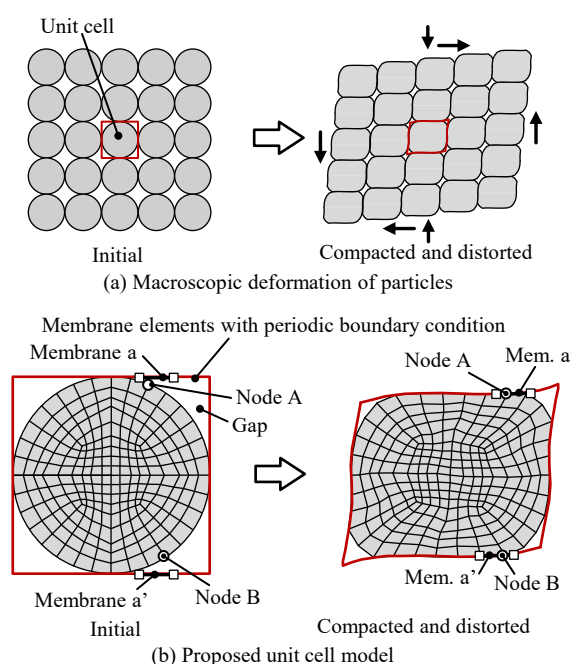 Unit cell
Initial
Compacted and distorted
(a) Macroscopic deformation of particles
Membrane elements with periodic boundary condition
Membrane a
Node A
Gap
Node A
Mem. a
Membrane a’
Node B
Mem. a’
Node B
Initial
Compacted and distorted
(b) Proposed unit cell model